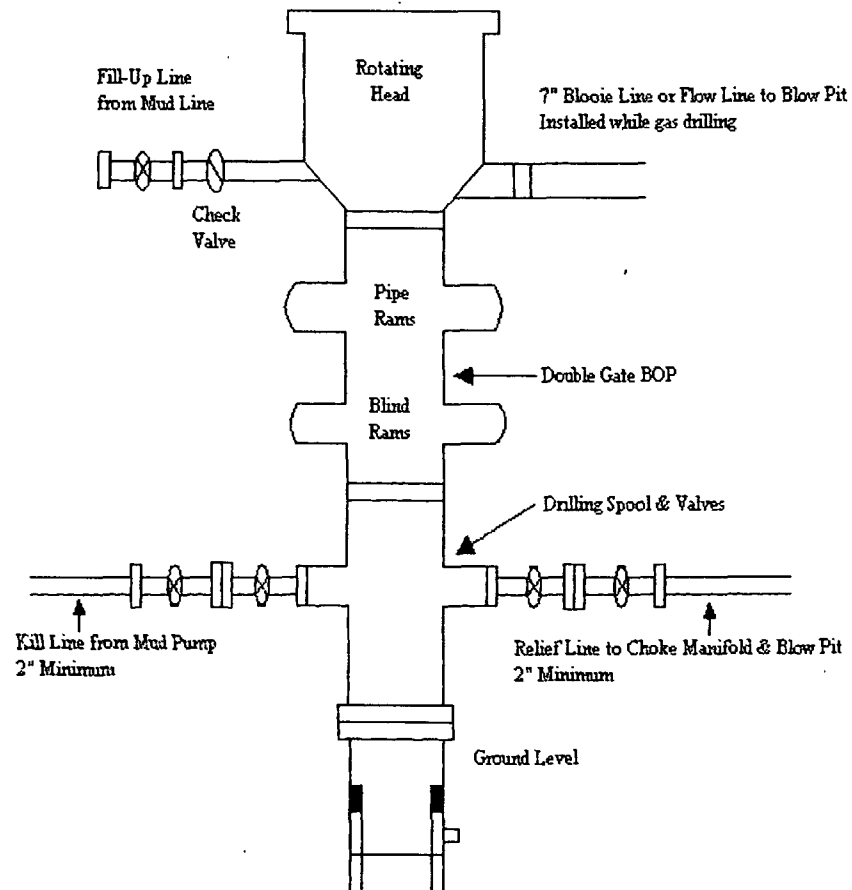 Rotating
Head
Fill-Up Line
from Mud Line
7" Blooie Line or Flow Line to Blow Pit
Installed while gas drilling
Check
Valve
Pipe
Rams
Double Gate BOP
Blind
Rams
Drilling Spool & Valves
Kill Line from Mud Pump
2" Minimum
Relief Line to Choke Manifold & Blow Pit
2" Minimum
Ground Level